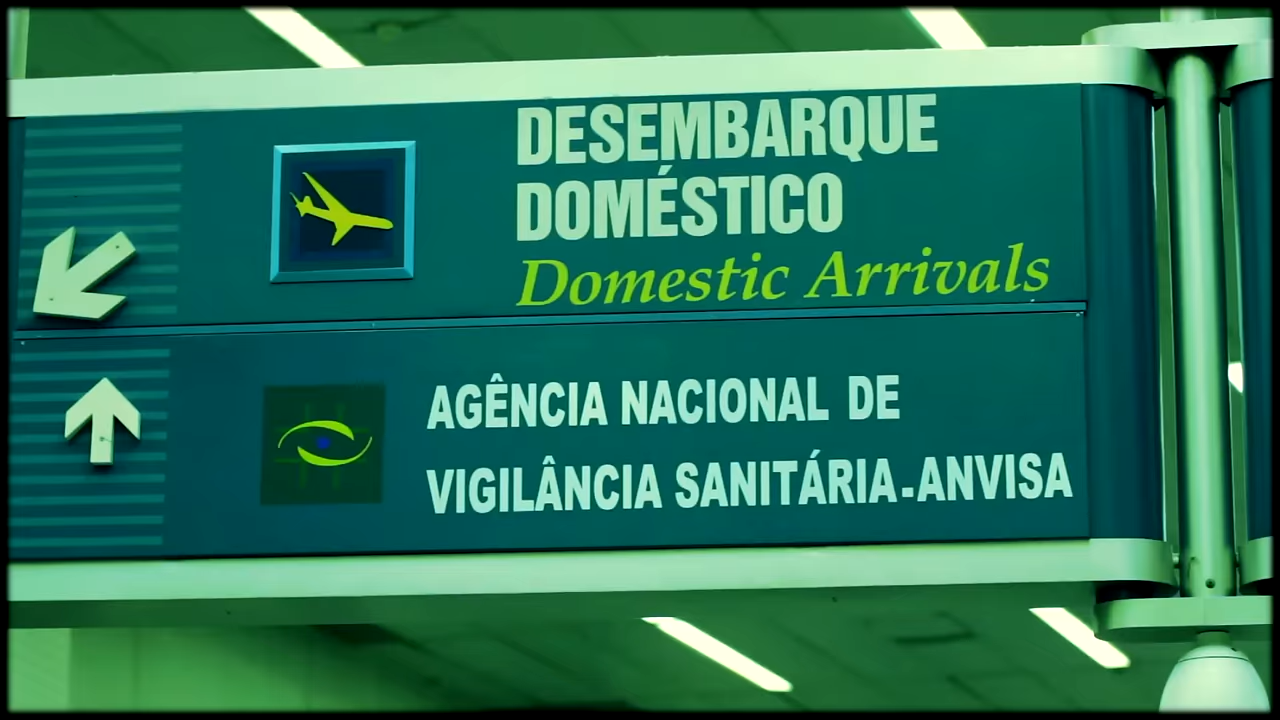 DESEMBARQUE
DOMÉSTICO
Domestic Arrivals
AGÊNCIA NACIONAL DE
VIGILÂNCIA SANITÁRIA-ANVISA